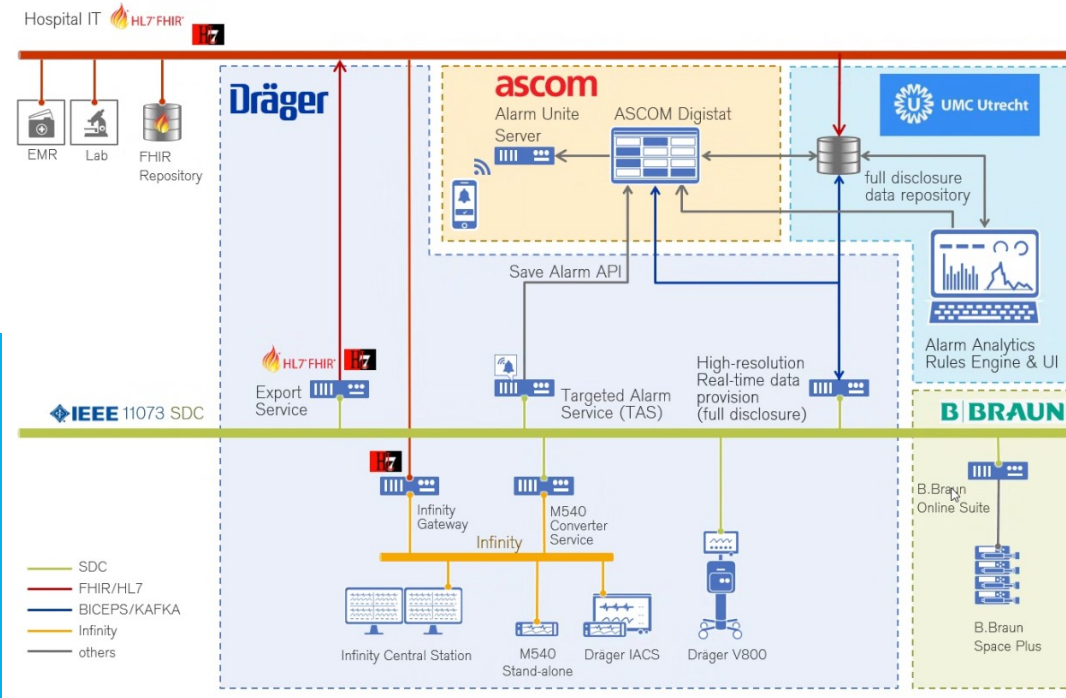 Hospital IT HL7® FHIR®
H7
Dräger
ascom
Alarm Unite
Server
ASCOM Digistat
UMC Utrecht
EMR
Lab
FHIR
Repository
full disclosure
data repository
Save Alarm API
HL7® FHIR®
H7
Export
Service
Targeted Alarm
Service (TAS)
High-resolution
Real-time data
provision
(full disclosure)
Alarm Analytics
Rules Engine & UI
IEEE 11073 SDC
B BRAUN
H7
Infinity
Gateway
M540
Converter
Service
Infinity
B.Braun
Online Suite
SDC
FHIR/HL7
BICEPS/KAFKA
Infinity
others
Infinity Central Station
M540
Stand-alone
Dräger IACS
Dräger V800
B.Braun
Space Plus